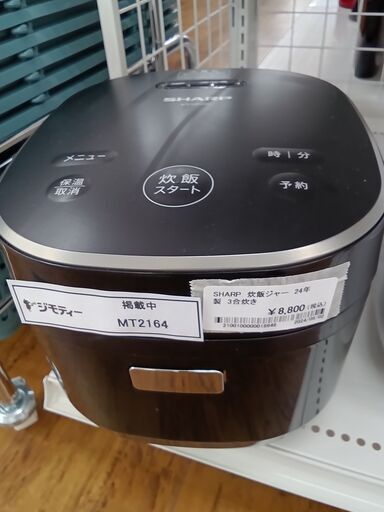 SHARP
メニュー
時|分
炊飯
スタート
保温
取消
予約
ジモティー
掲載中
MT2164
SHARP 炊飯ジャー 24年
製 3合炊き
￥8,800(税込)